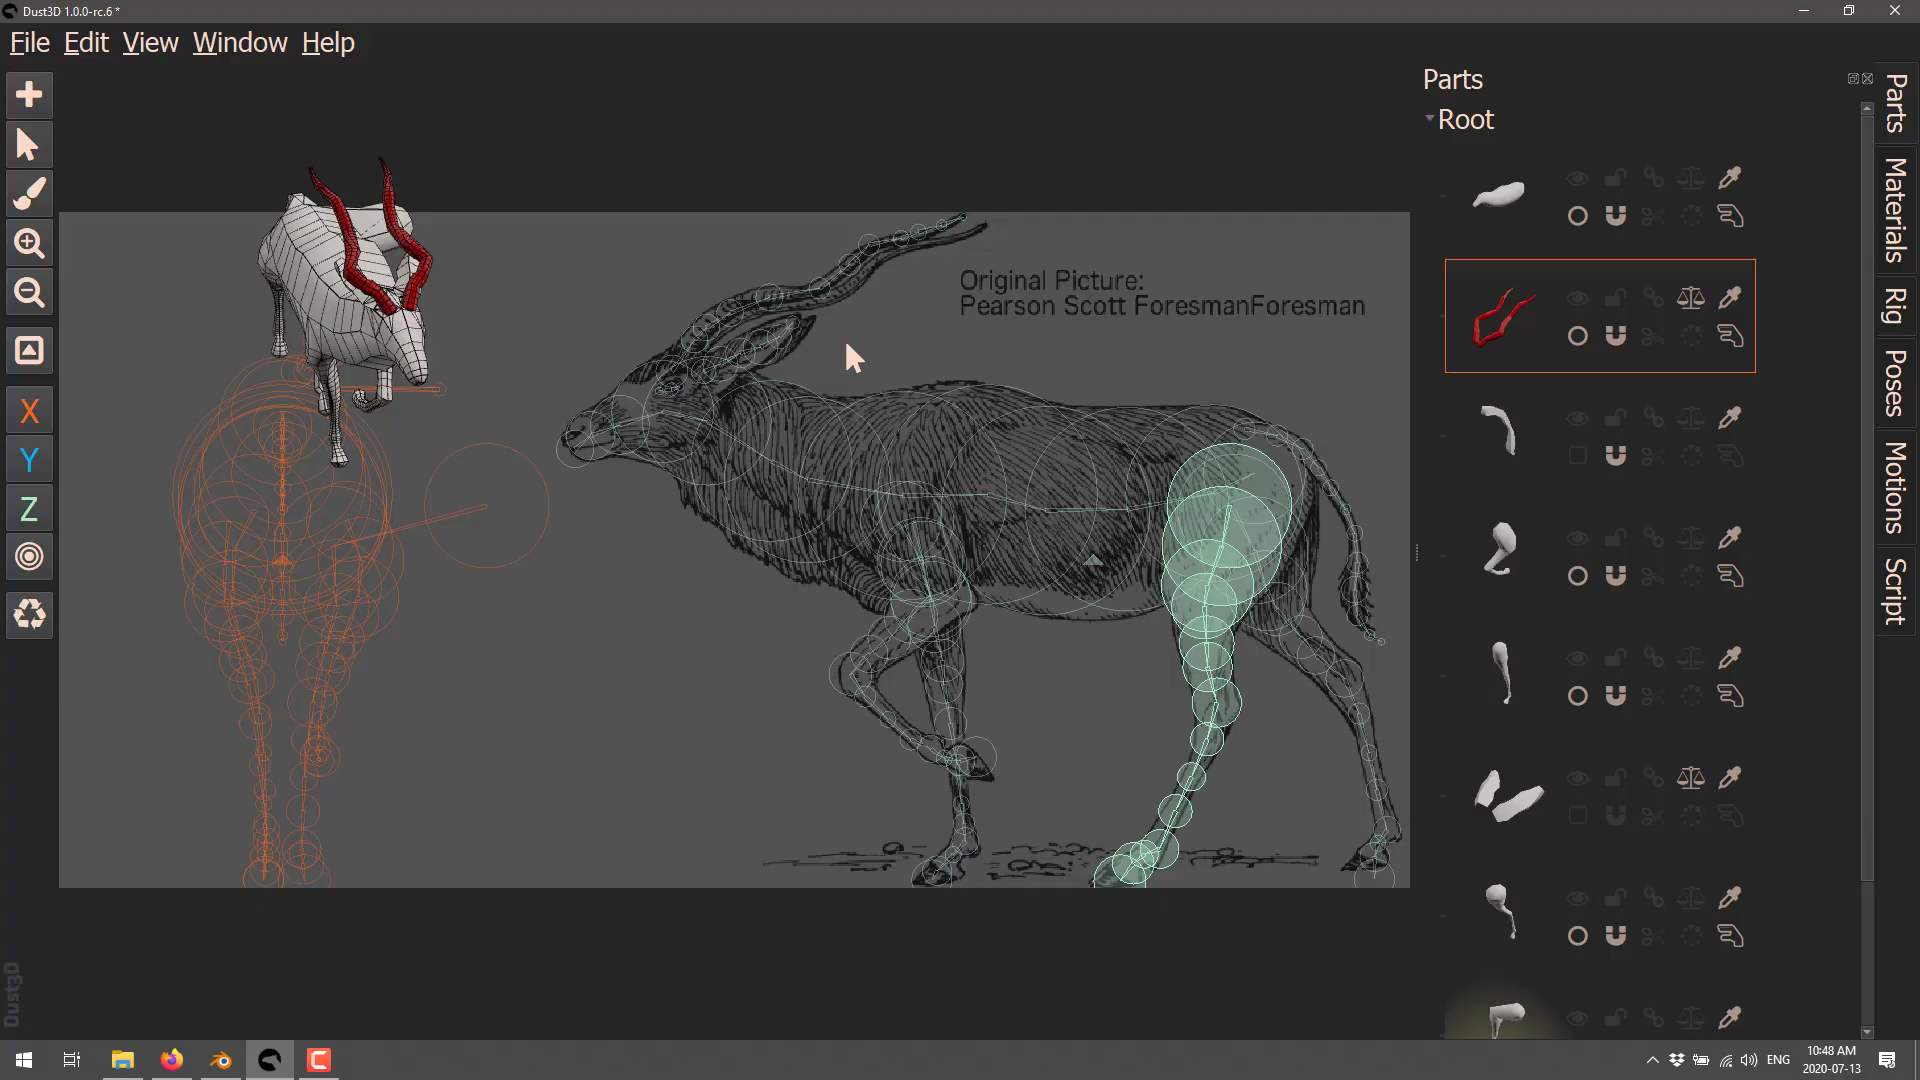 Dust3D 1.0.0-rc.6 *
File Edit View Window Help
Parts
Root
X
Y
Z
Original Picture:
Pearson Scott ForesmanForesman
Parts
Materials
Rig
Poses
Motions
Script
Dust3D
ENG
10:48 AM
2020-07-13